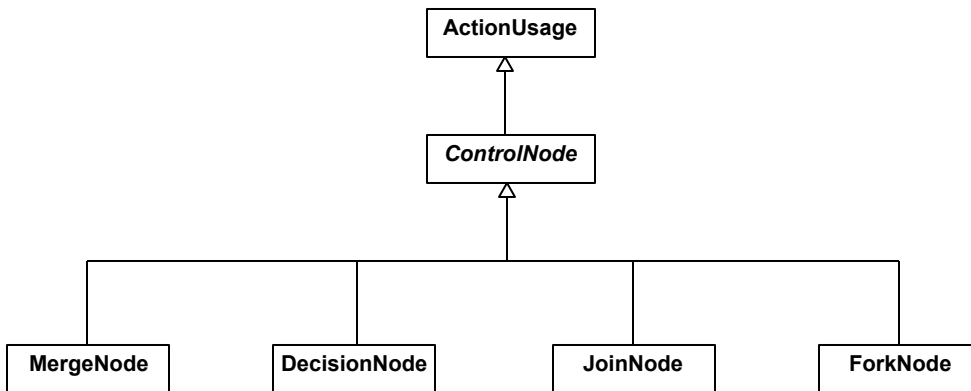 ActionUsage
ControlNode
MergeNode
DecisionNode
JoinNode
ForkNode